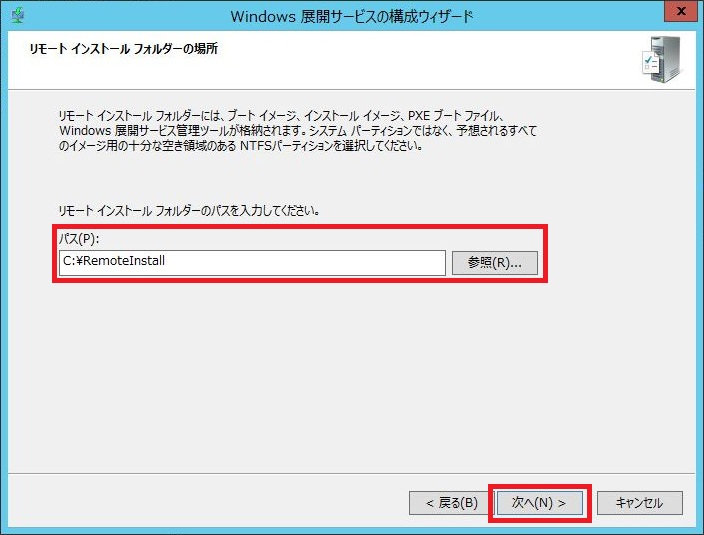 Windows 展開サービスの構成ウィザード
x
リモート インストール フォルダーの場所
リモート インストール フォルダーには、ブート イメージ、インストール イメージ、PXE ブート ファイル、
Windows 展開サービス管理ツールが格納されます。システム パーティションではなく、予想されるすべて
のイメージ用の十分な空き領域のある NTFSパーティションを選択してください。
リモート インストール フォルダーのパスを入力してください。
パス(P):
C:¥RemoteInstall
参照(R)...
< 戻る(B)
次へ(N) >
キャンセル